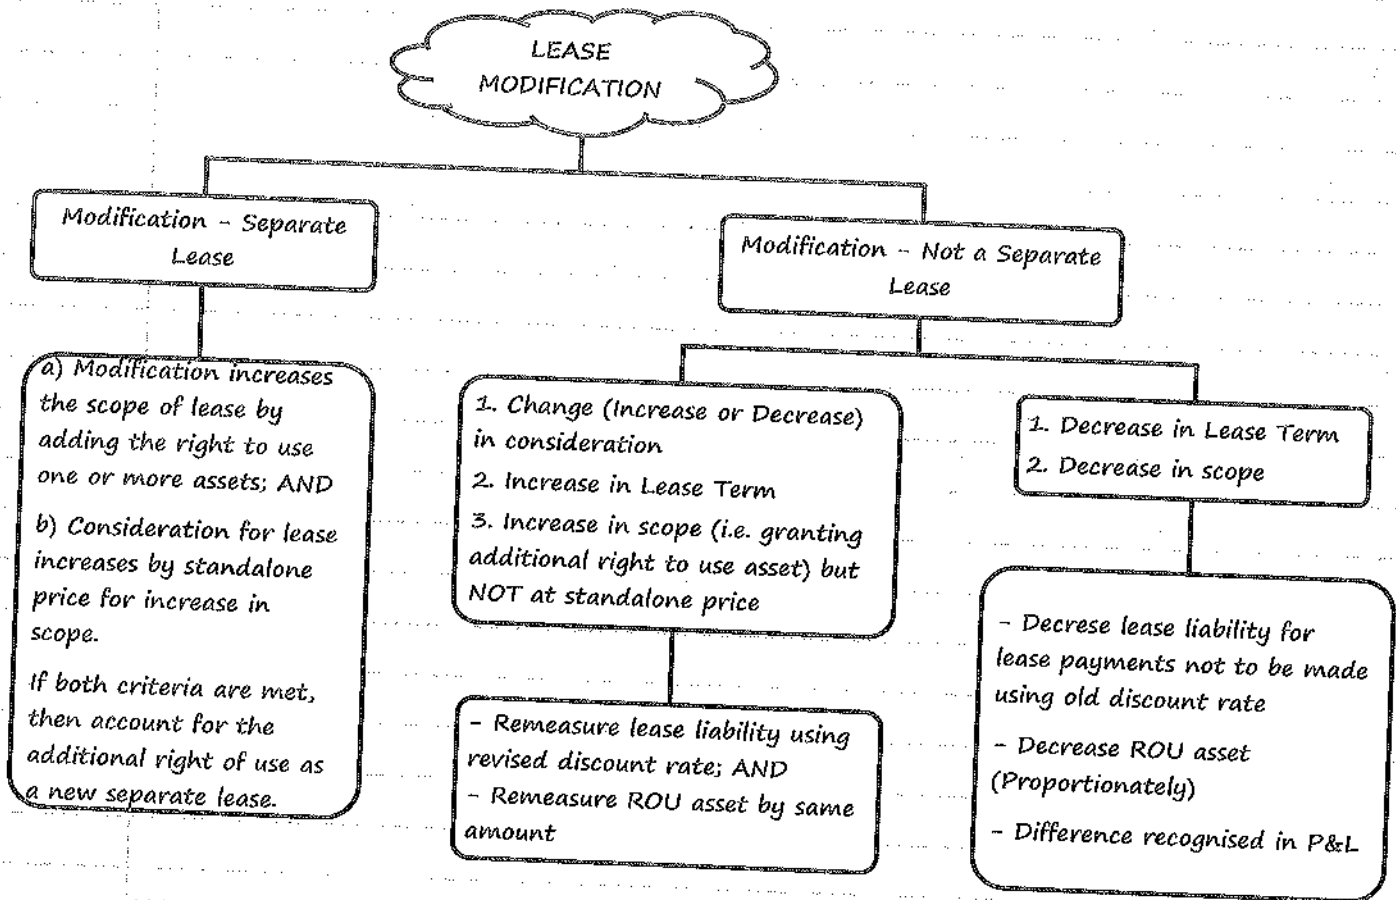 LEASE
MODIFICATION
Modification - Separate
Lease
Modification - Not a Separate
Lease
a) Modification increases
the scope of lease by
adding the right to use
one or more assets; AND
b) Consideration for lease
increases by standalone
price for increase in
scope.
If both criteria are met,
then account for the
additional right of use as
a new separate lease.
1. Change (Increase or Decrease)
in consideration
2. Increase in Lease Term
3. Increase in scope (i.e. granting
additional right to use asset) but
NOT at standalone price
- Remeasure lease liability using
revised discount rate; AND
- Remeasure ROU asset by same
amount
1. Decrease in Lease Term
2. Decrease in scope
- Decrese lease liability for
lease payments not to be made
using old discount rate
- Decrease ROU asset
(Proportionately)
- Difference recognised in P&L